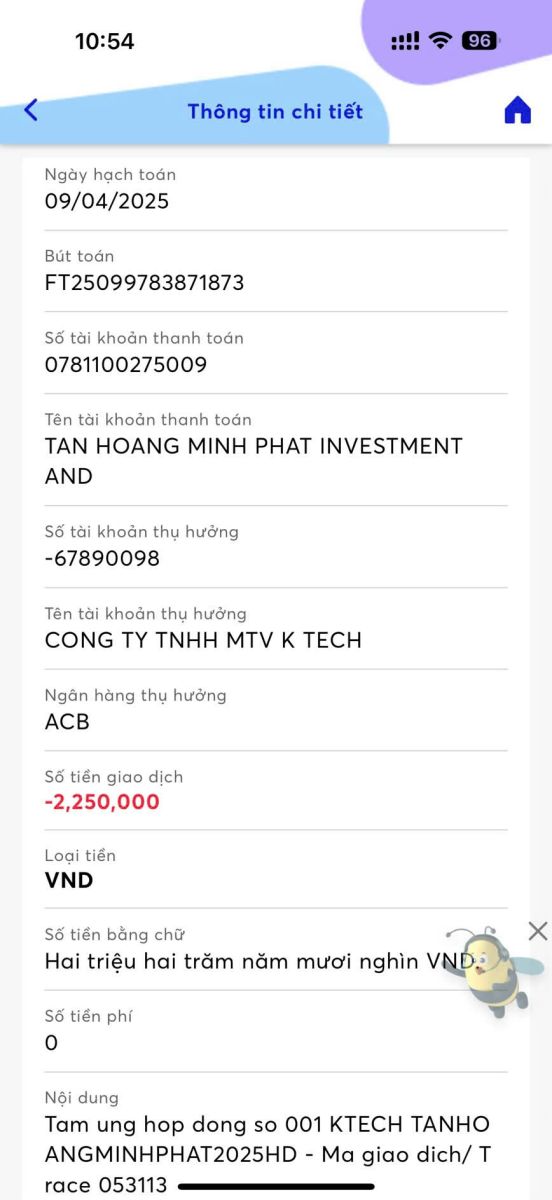 10:54
96
Thông tin chi tiết
Ngày hạch toán
09/04/2025
Bút toán
FT25099783871873
Số tài khoản thanh toán
0781100275009
Tên tài khoản thanh toán
TAN HOANG MINH PHAT INVESTMENT
AND
Số tài khoản thụ hưởng
-67890098
Tên tài khoản thụ hưởng
CONG TY TNHH MTV K TECH
Ngân hàng thụ hưởng
ACB
Số tiền giao dịch
-2,250,000
Loại tiền
VND
Số tiền bằng chữ
Hai triệu hai trăm năm mươi nghìn VND.
Số tiền phí
0
Nội dung
Tam ung hop dong so 001 KTECH TANHO
ANGMINHPHAT2025HD - Ma giao dich/ T
race 053113